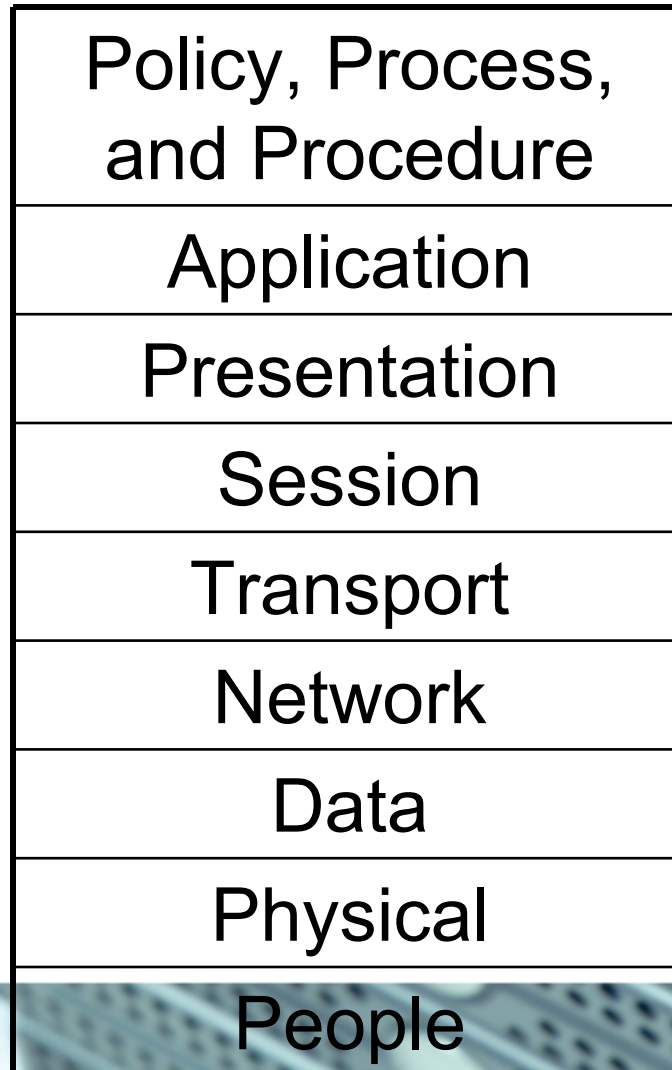 Policy, Process,
and Procedure
Application
Presentation
Session
Transport
Network
Data
Physical
People